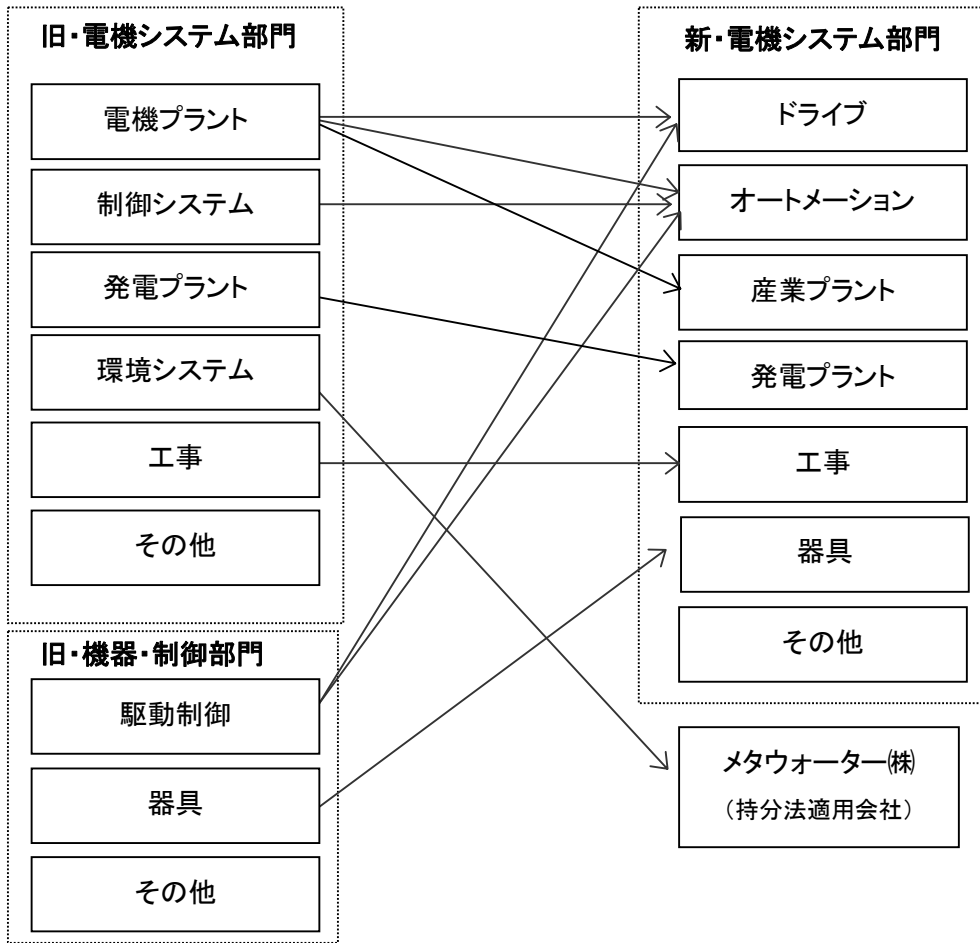 旧・電機システム部門
電機プラント
制御システム
発電プラント
環境システム
工事
その他
旧・機器・制御部門
駆動制御
器具
その他
新・電機システム部門
ドライブ
オートメーション
産業プラント
発電プラント
工事
器具
その他
メタウォーター㈱
（持分法適用会社）